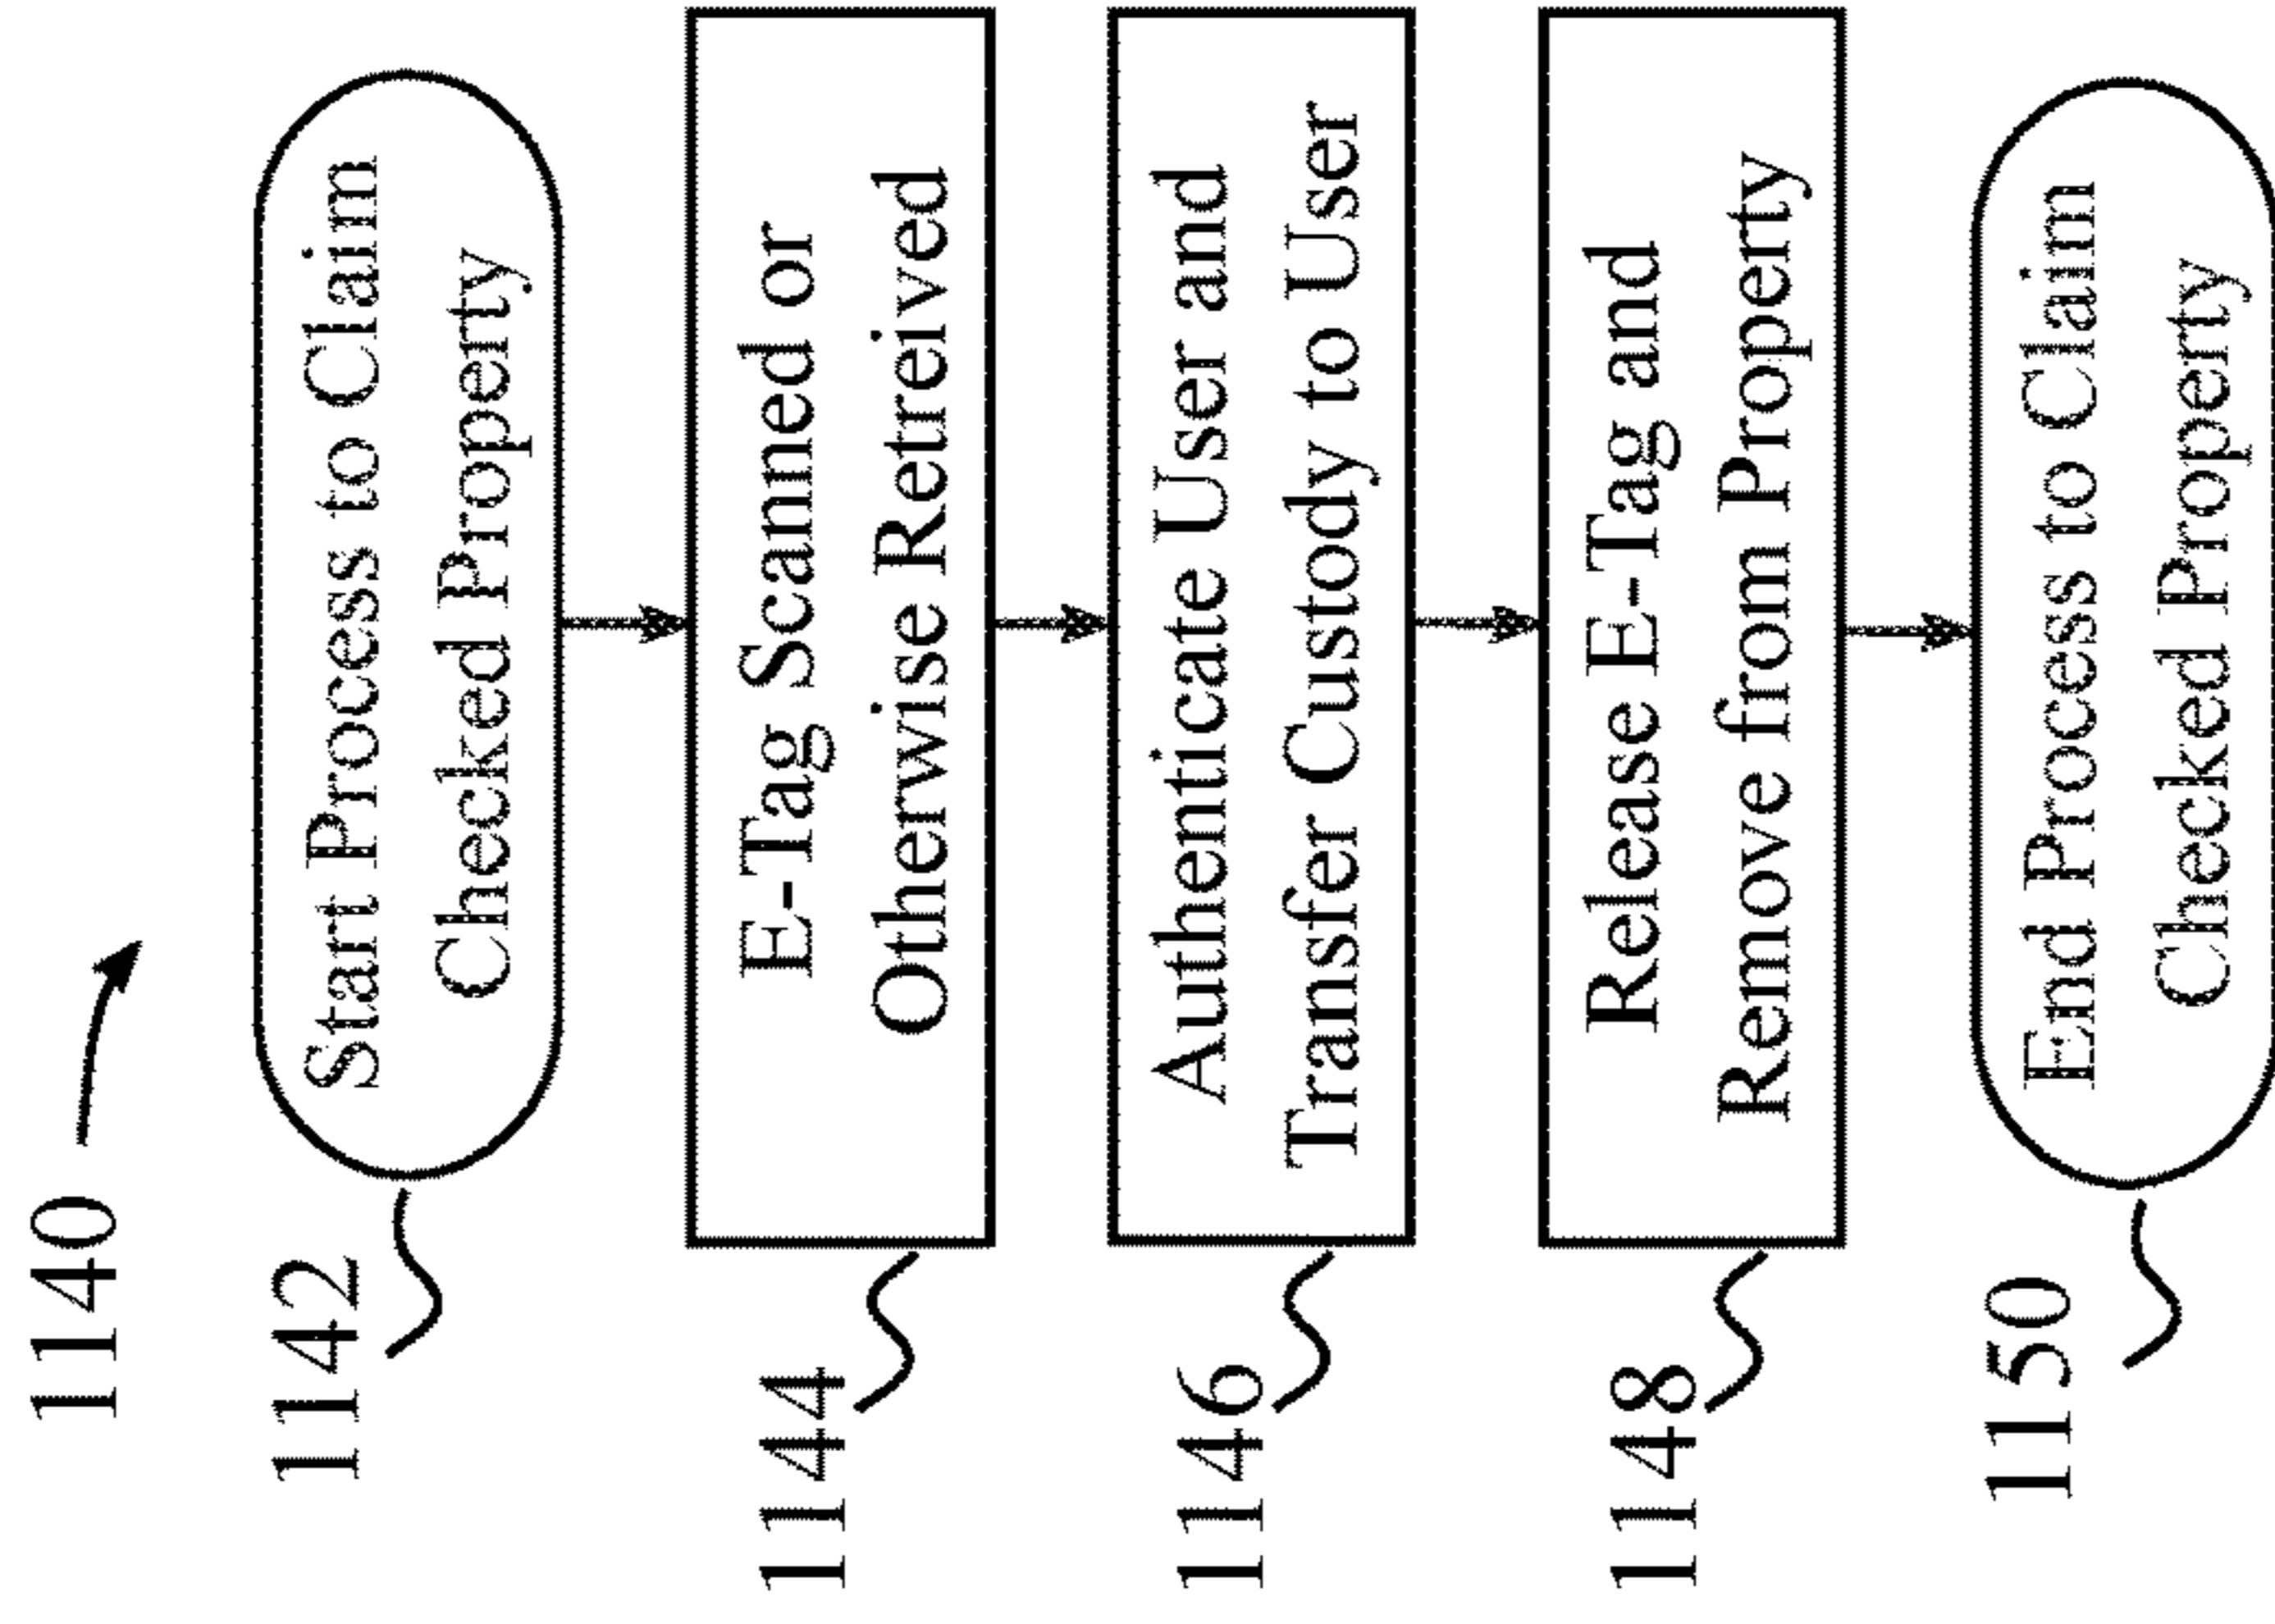 1140
1142
Start Process to Claim
Checked Property
1144
E-Tag Scanned or
Otherwise Retreived
1146
Authenticate User and
Transfer Custody to User
1148
Release E-Tag and
Remove from Property
1150
End Process to Claim
Checked Property